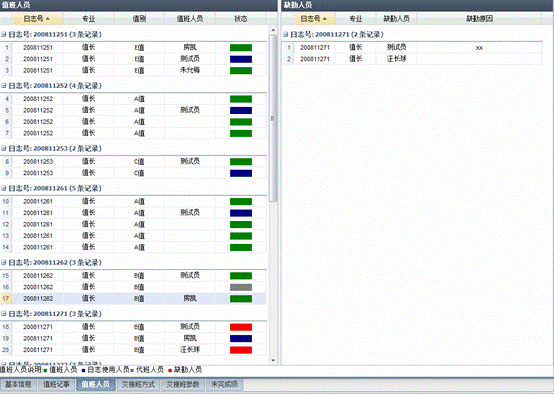 值班人员
日志号 专业 值别 值班人员 状态
日志号: 200811251 (3 条记录)
1 200811251 值长 E值 房凯
2 200811251 值长 E值 测试员
3 200811251 值长 E值 朱允梅
日志号: 200811252 (4 条记录)
4 200811252 值长 A值
5 200811252 值长 A值 测试员
6 200811252 值长 A值
7 200811252 值长 A值
日志号: 200811253 (2 条记录)
8 200811253 值长 C值 测试员
9 200811253 值长 C值
日志号: 200811261 (5 条记录)
10 200811261 值长 A值
11 200811261 值长 A值 测试员
12 200811261 值长 A值
13 200811261 值长 A值
14 200811261 值长 A值
日志号: 200811262 (3 条记录)
15 200811262 值长 B值 测试员
16 200811262 值长 B值
17 200811262 值长 B值 房凯
日志号: 200811271 (3 条记录)
18 200811271 值长 B值 测试员
19 200811271 值长 B值 房凯
20 200811271 值长 B值 汪长球
缺勤人员
日志号 专业 缺勤人员 缺勤原因
日志号: 200811271 (2 条记录)
1 200811271 值长 测试员 xx
2 200811271 值长 汪长球
值班人员说明: 值班人员 日志使用人员 代班人员 缺勤人员
基本信息 值班记事 值班人员 交接班方式 交接班参数 未完成项